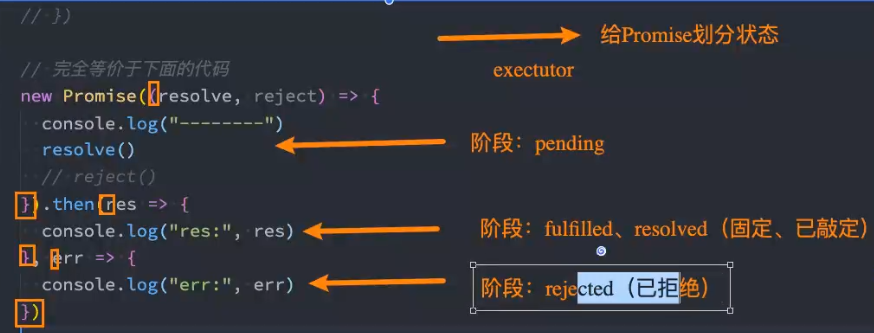 // })
给Promise划分状态
// 完全等价于下面的代码
exectutor
new Promise((resolve, reject) => {
console.log("--------")
resolve()
阶段：pending
// reject()
}).then(res => {
console.log("res:", res)
阶段：fulfilled、resolved（固定、已敲定）
}, err => {
console.log("err:", err)
阶段：rejected（已拒绝）
})